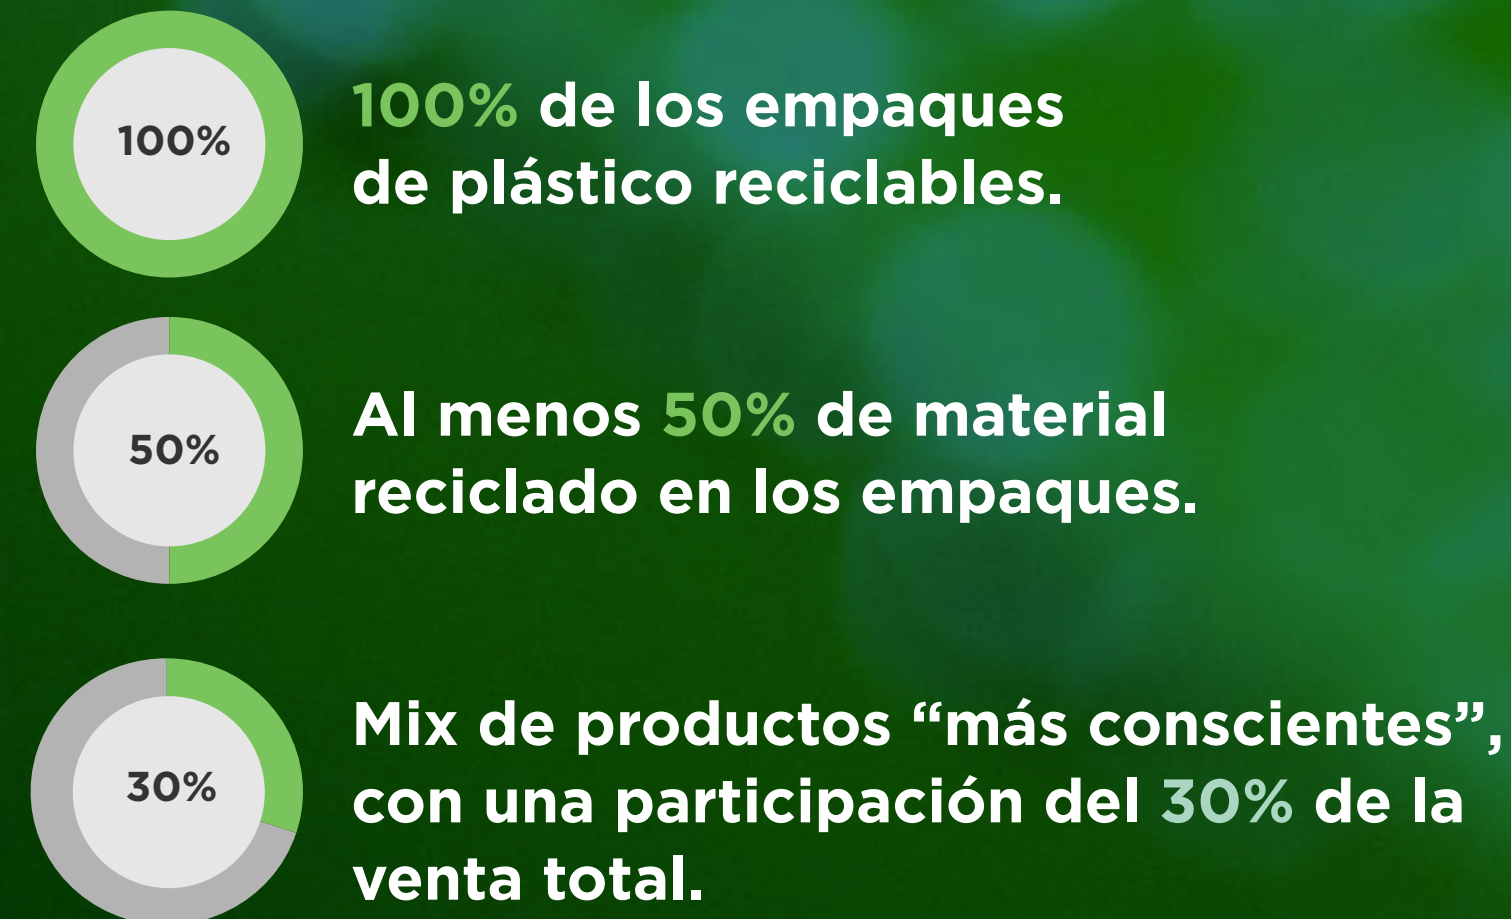 100%
100% de los empaques
de plástico reciclables.
50%
Al menos 50% de material
reciclado en los empaques.
30%
Mix de productos “más conscientes”,
con una participación del 30% de la
venta total.